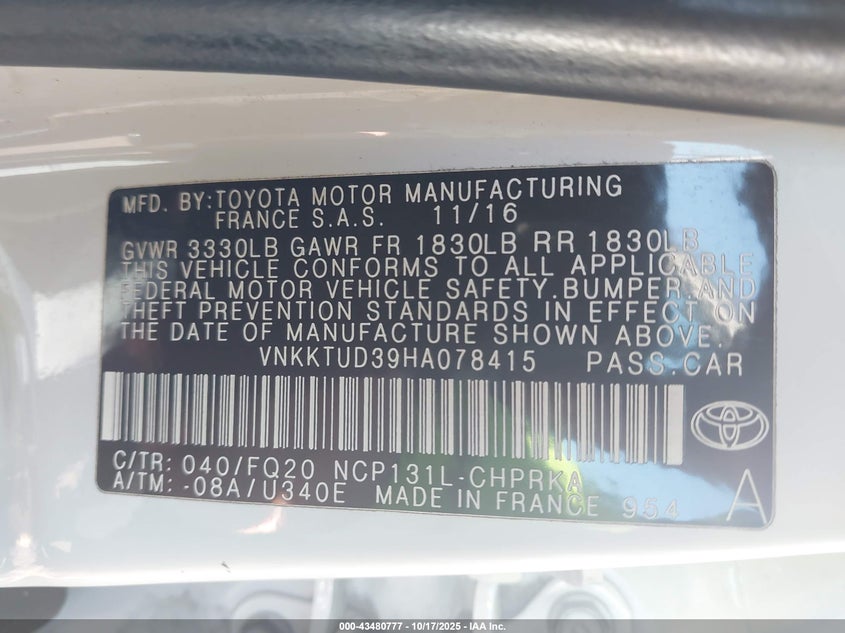 MFD. BY:TOYOTA MOTOR MANUFACTURING
FRANCE S.A.S. 11/16
GVWR 3330LB GAWR FR 1830LB RR 1830LB
THIS VEHICLE CONFORMS TO ALL APPLICABLE
FEDERAL MOTOR VEHICLE SAFETY,BUMPER,AND
THEFT PREVENTION STANDARDS IN EFFECT ON
THE DATE OF MANUFACTURE SHOWN ABOVE.
VNKKTUD39HA078415 PASS.CAR
C/TR: 040/FQ20 NCP131L-CHPRKA
A/TM: -08A/U340E MADE IN FRANCE 954
A
000-43480777 - 10/17/2025 - IAA Inc.